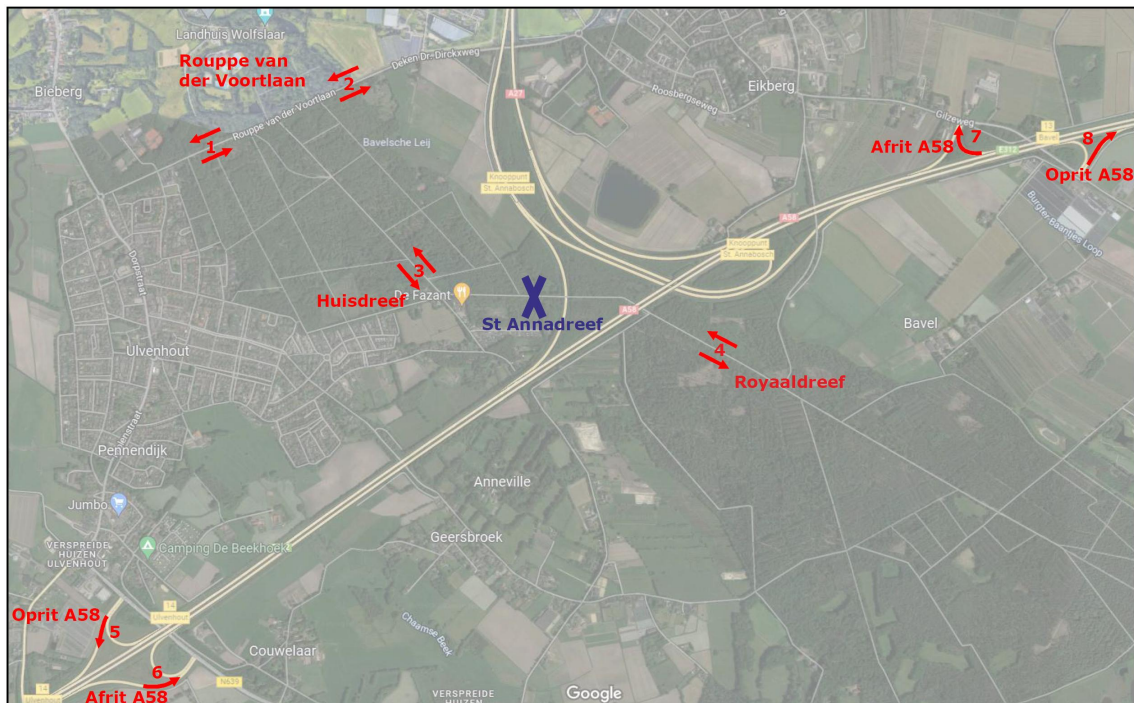 Landhuis Wolfslaar
Rouppe van
der Voortlaan
Bieberg
Deken Dr-Dirckxweg
2
Rouppe van der Voortlaan
1
A27
Roosbergseweg
Eikberg
Gilzeweg
Bavelsche Leij
Afrit A58
7
13
Bavel
E312
8
Oprit A58
Knooppunt
St. Annabosch
Burgter Baantjes Loop
A58
Dorpstraat
Knooppunt
St. Annabosch
3
Huisdreef
De Fazant
St Annadreef
A58
Bavel
4
Royaaldreef
Ulvenhout
Pennendijk
Anneville
Jumbo
Geersbroek
VERSPREIDE
HUIZEN
ULVENHOUT
Camping De Beekhoek
Oprit A58
5
14
Ulvenhout
Chaamse Beek
Couwelaar
6
Afrit A58
14
Ulvenhout
N639
VERSPREIDE
HUIZEN
Google